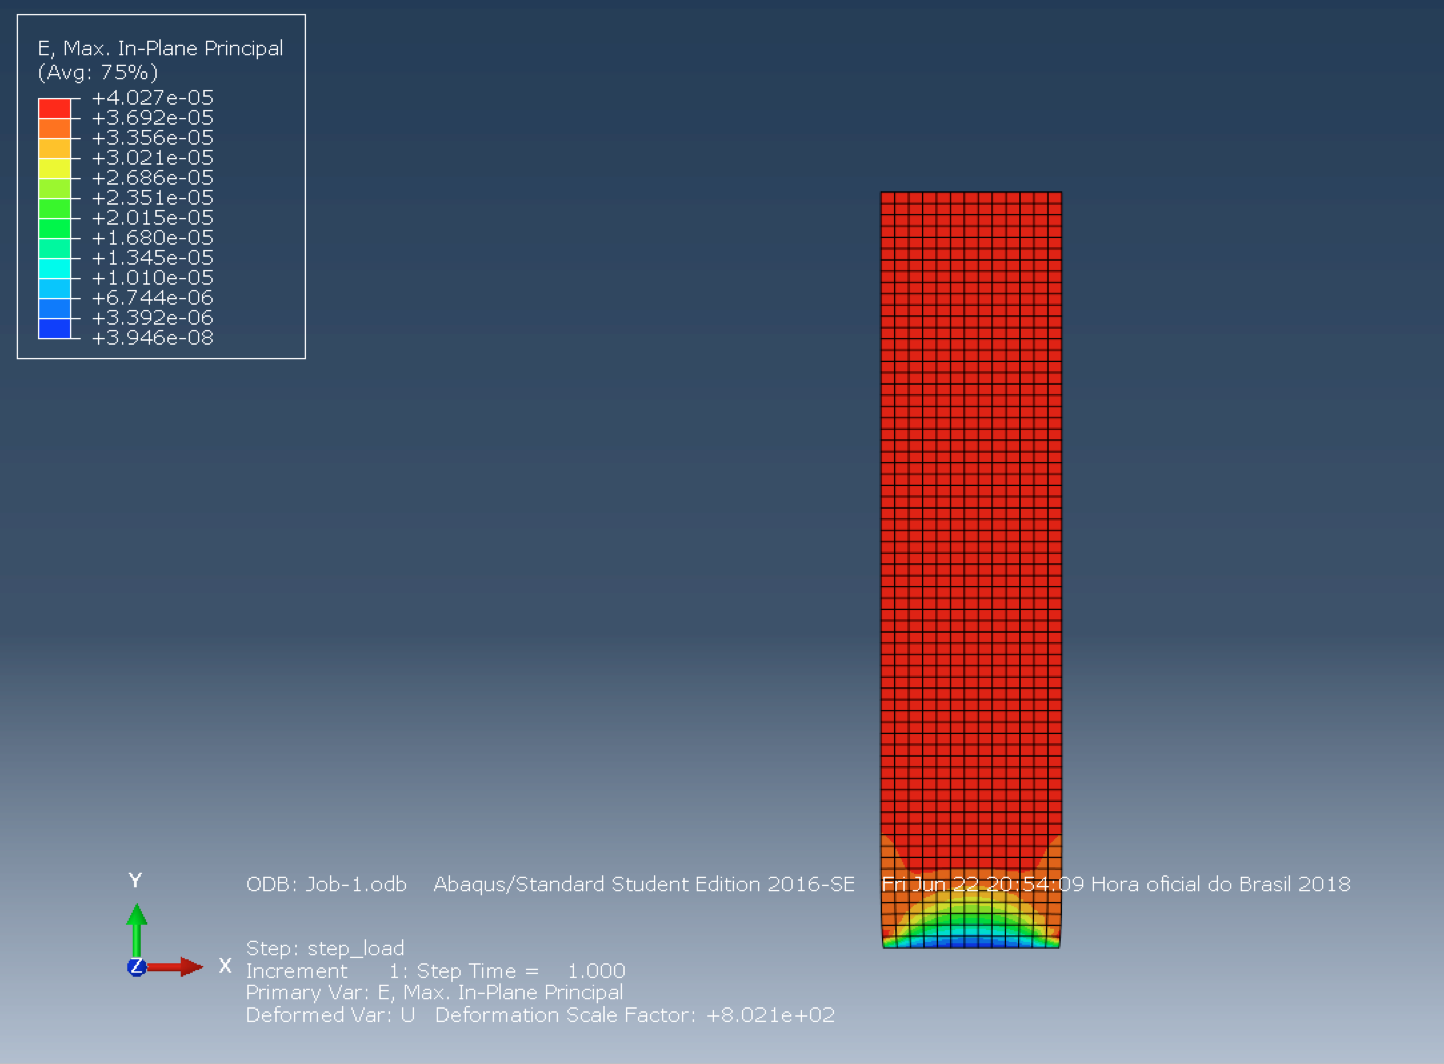 E, Max. In-Plane Principal
(Avg: 75%)
+4.027e-05
+3.692e-05
+3.356e-05
+3.021e-05
+2.686e-05
+2.351e-05
+2.015e-05
+1.680e-05
+1.345e-05
+1.010e-05
+6.744e-06
+3.392e-06
+3.946e-08
Y
Z
X
ODB: Job-1.odb Abaqus/Standard Student Edition 2016-SE Fri Jun 22 20:54:09 Hora oficial do Brasil 2018
Step: step_load
Increment 1: Step Time = 1.000
Primary Var: E, Max. In-Plane Principal
Deformed Var: U Deformation Scale Factor: +8.021e+02